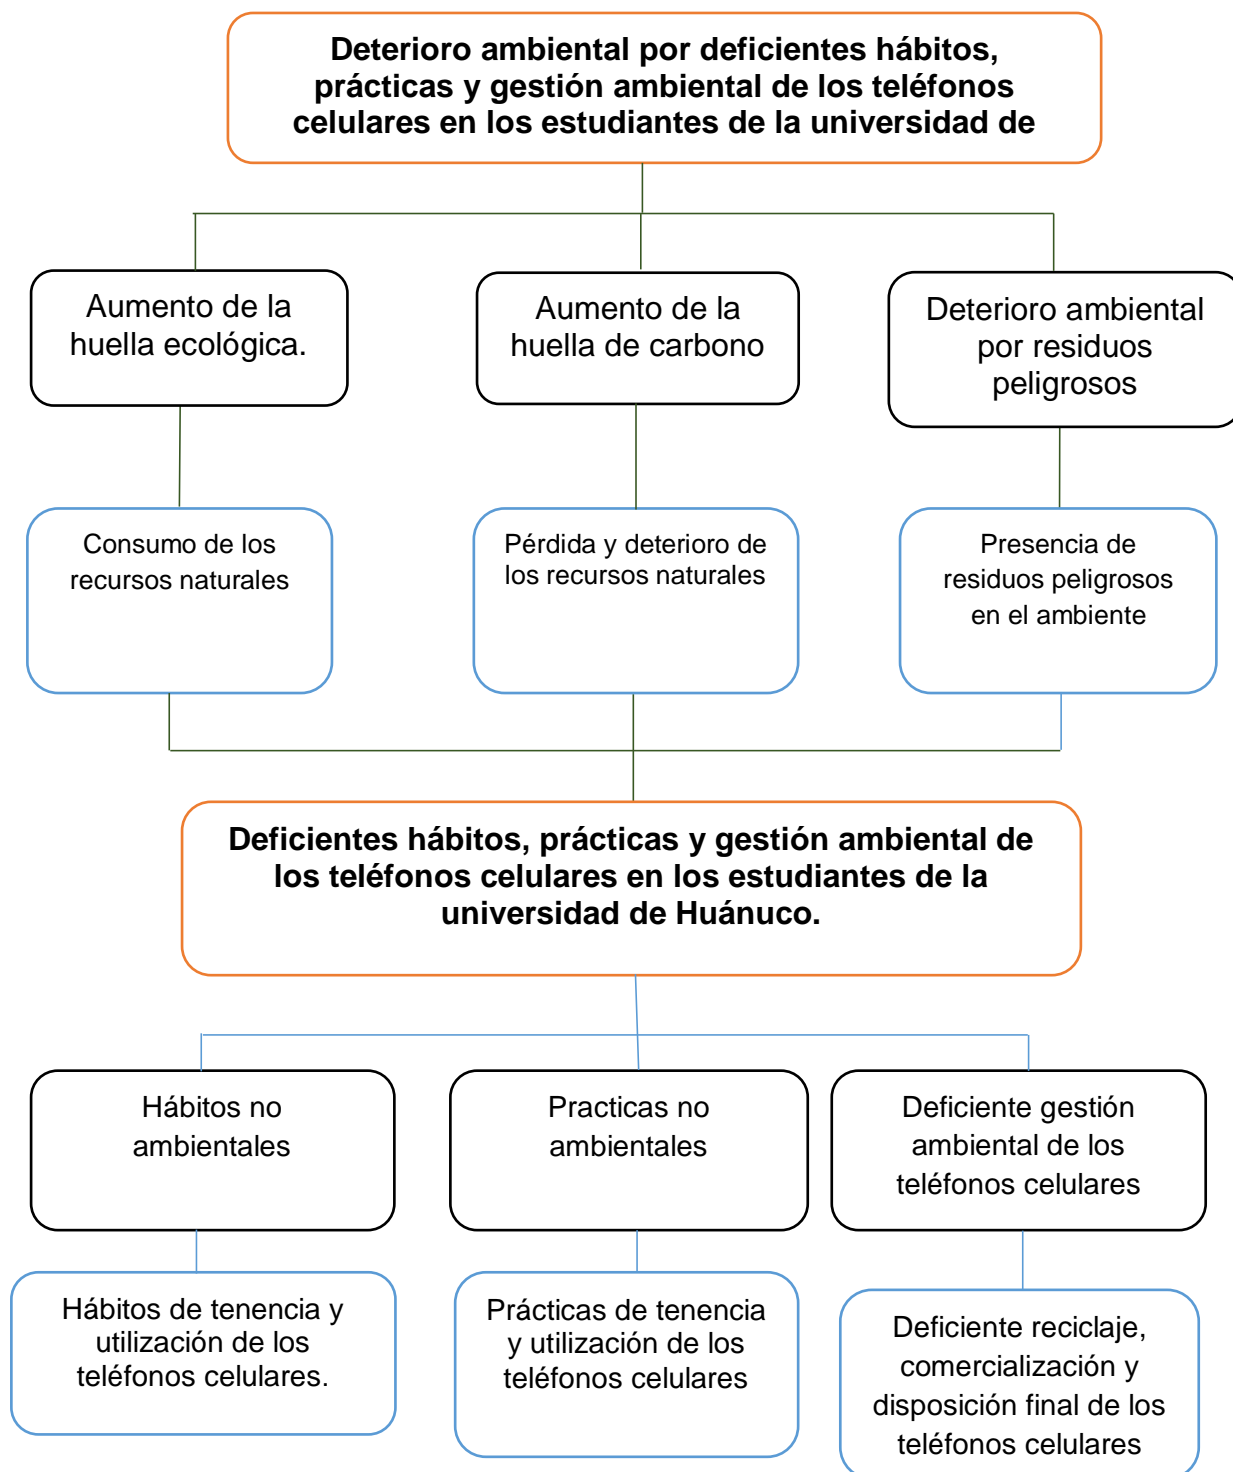 Deterioro ambiental por deficientes hábitos,
prácticas y gestión ambiental de los teléfonos
celulares en los estudiantes de la universidad de
Aumento de la
huella ecológica.
Aumento de la
huella de carbono
Deterioro ambiental
por residuos
peligrosos
Consumo de los
recursos naturales
Pérdida y deterioro de
los recursos naturales
Presencia de
residuos peligrosos
en el ambiente
Deficientes hábitos, prácticas y gestión ambiental de
los teléfonos celulares en los estudiantes de la
universidad de Huánuco.
Hábitos no
ambientales
Practicas no
ambientales
Deficiente gestión
ambiental de los
teléfonos celulares
Hábitos de tenencia y
utilización de los
teléfonos celulares.
Prácticas de tenencia
y utilización de los
teléfonos celulares
Deficiente reciclaje,
comercialización y
disposición final de los
teléfonos celulares